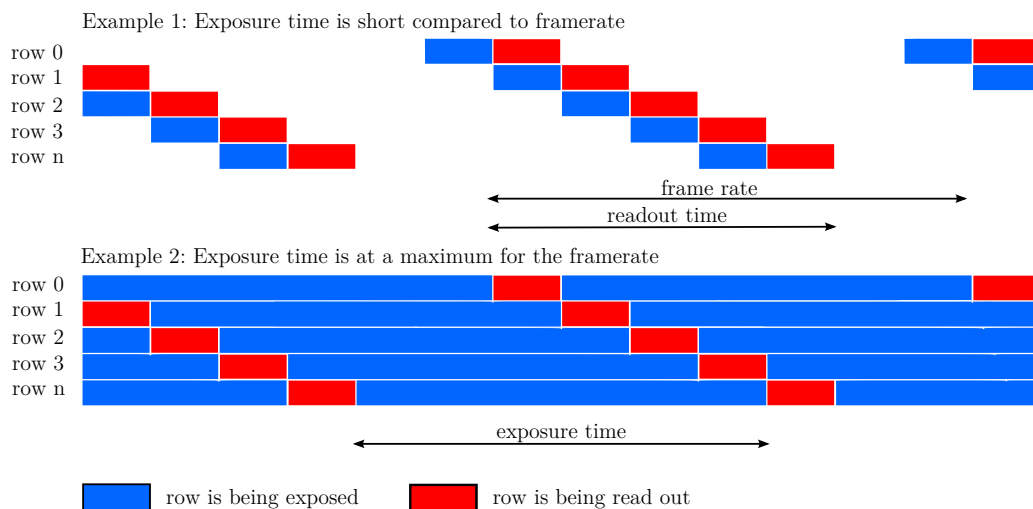 Example 1: Exposure time is short compared to framerate
row 0
row 1
row 2
row 3
row n
frame rate
readout time
Example 2: Exposure time is at a maximum for the framerate
row 0
row 1
row 2
row 3
row n
exposure time
row is being exposed
row is being read out